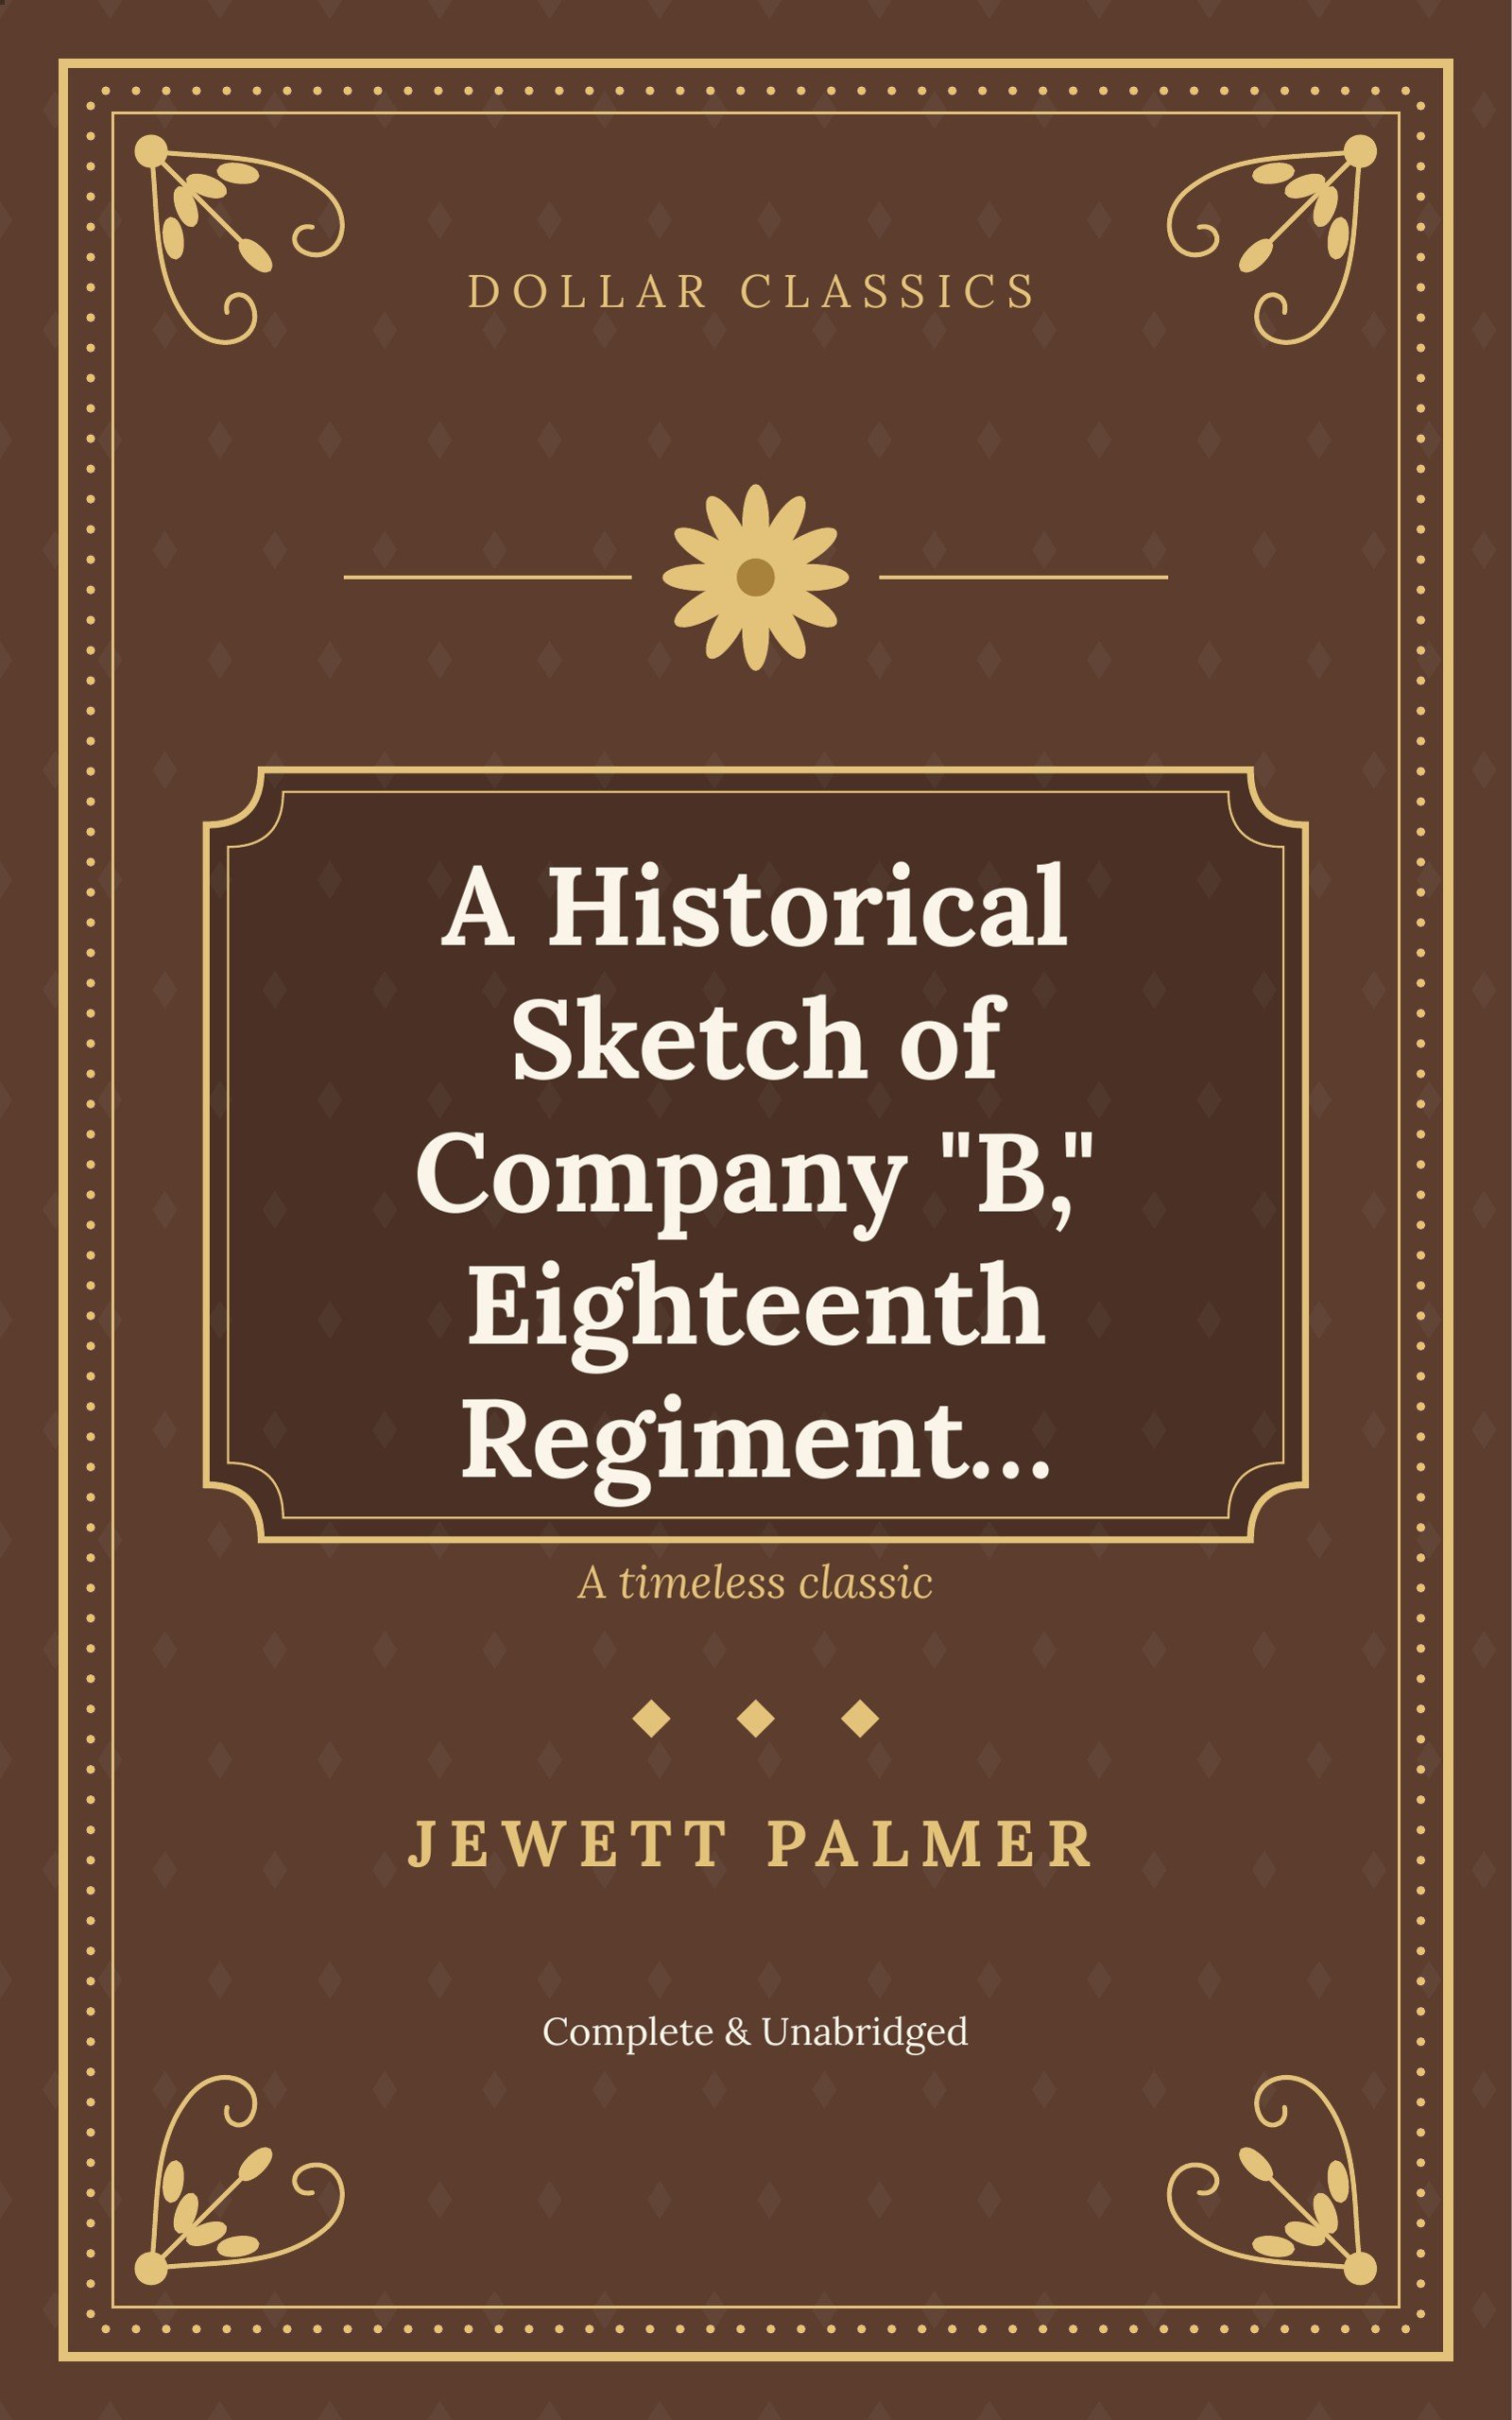 DOLLAR CLASSICS
A Historical
Sketch of
Company "B,"
Eighteenth
Regiment...
A timeless classic
JEWETT PALMER
Complete & Unabridged